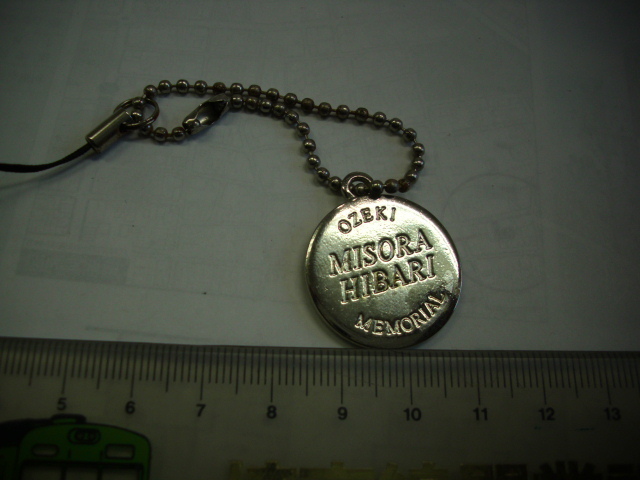 OZEKI
MISORA
HIBARI
MEMORIAL
5 6 7 8 9 10 11 12 13